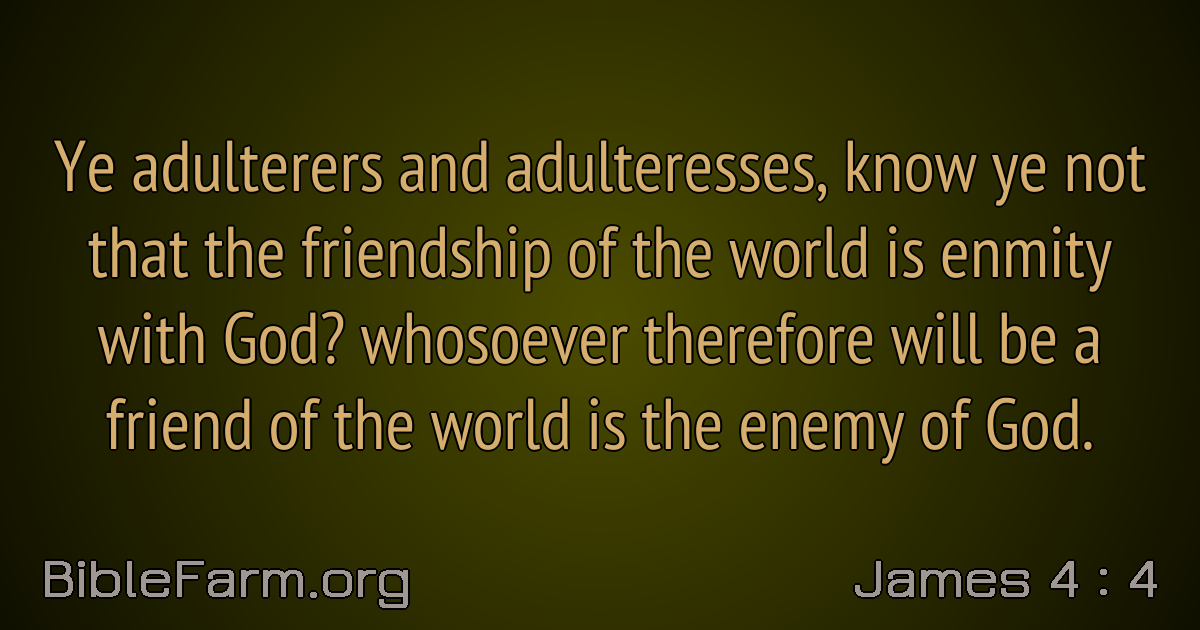 Ye adulterers and adulteresses, know ye not
that the friendship of the world is enmity
with God? whosoever therefore will be a
friend of the world is the enemy of God.
BibleFarm.org
James 4 : 4